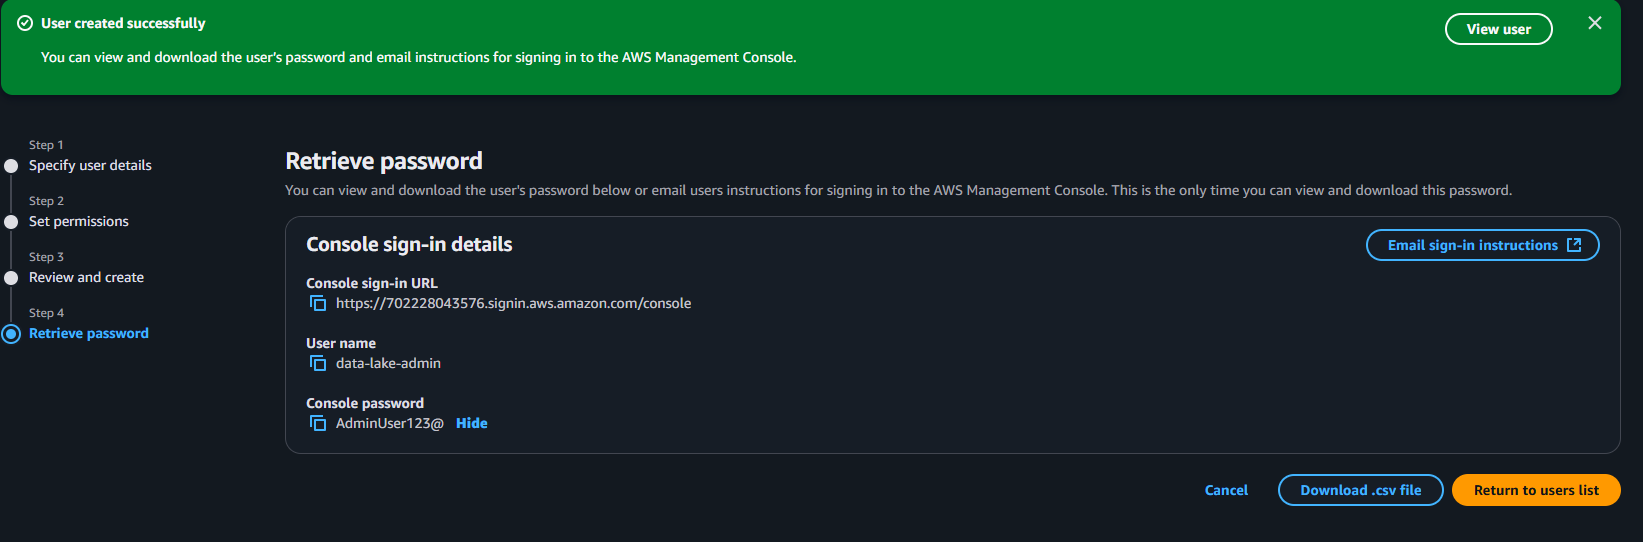 User created successfully
View user
You can view and download the user's password and email instructions for signing in to the AWS Management Console.
Step 1
Specify user details
Step 2
Set permissions
Step 3
Review and create
Step 4
Retrieve password
Retrieve password
You can view and download the user's password below or email users instructions for signing in to the AWS Management Console. This is the only time you can view and download this password.
Console sign-in details
Email sign-in instructions
Console sign-in URL
https://702228043576.signin.aws.amazon.com/console
User name
data-lake-admin
Console password
AdminUser123@ Hide
Cancel
Download .csv file
Return to users list